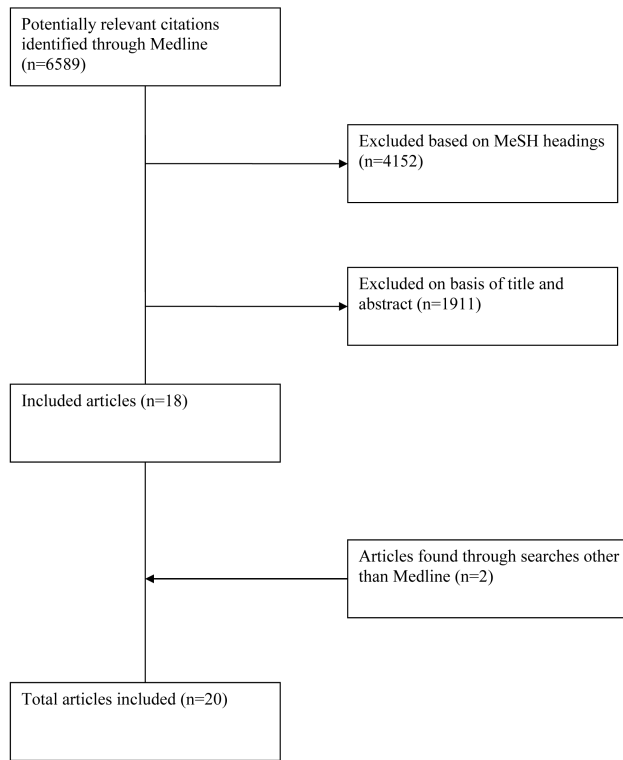 Potentially relevant citations
identified through Medline
(n=6589)
Excluded based on MeSH headings
(n=4152)
Excluded on basis of title and
abstract (n=1911)
Included articles (n=18)
Articles found through searches other
than Medline (n=2)
Total articles included (n=20)